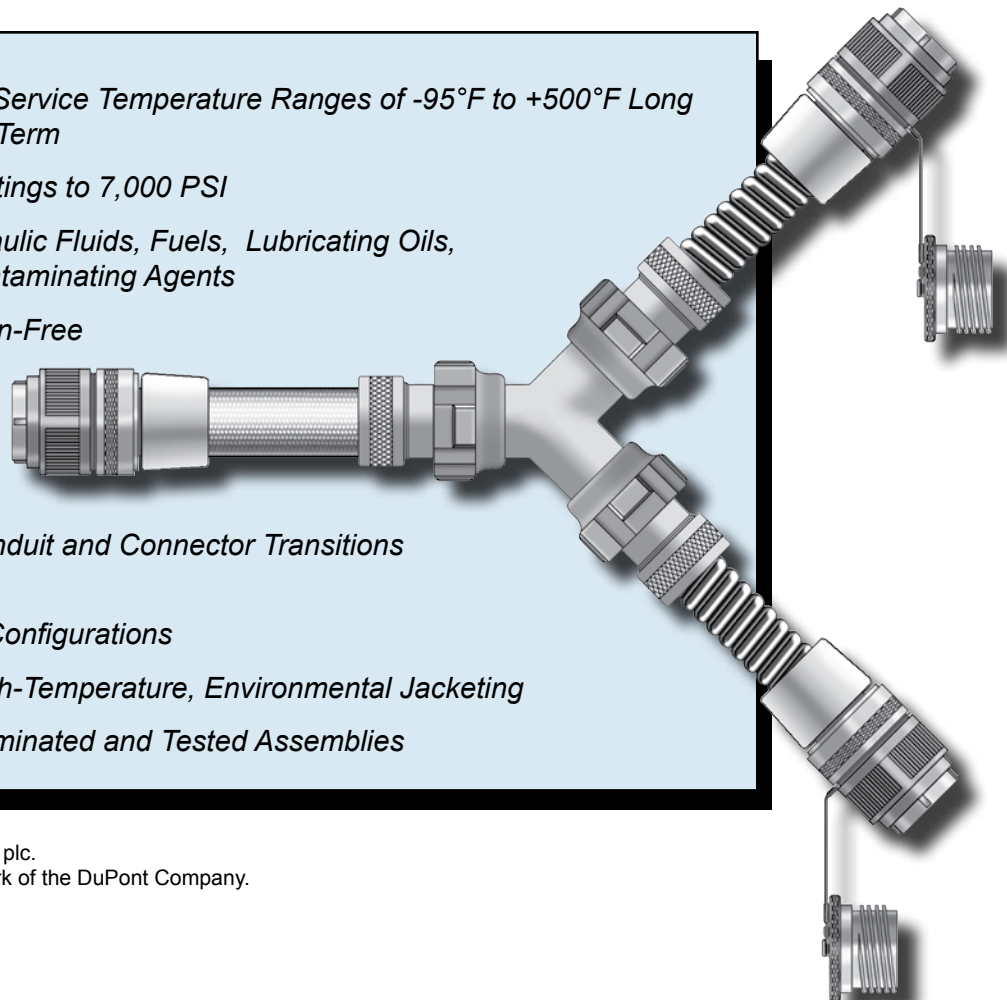 Service Temperature Ranges of -95°F to +500°F Long
Term
tings to 7,000 PSI
aulic Fluids, Fuels, Lubricating Oils,
taminating Agents
n-Free
nduit and Connector Transitions
Configurations
h-Temperature, Environmental Jacketing
minated and Tested Assemblies
plc.
rk of the DuPont Company.